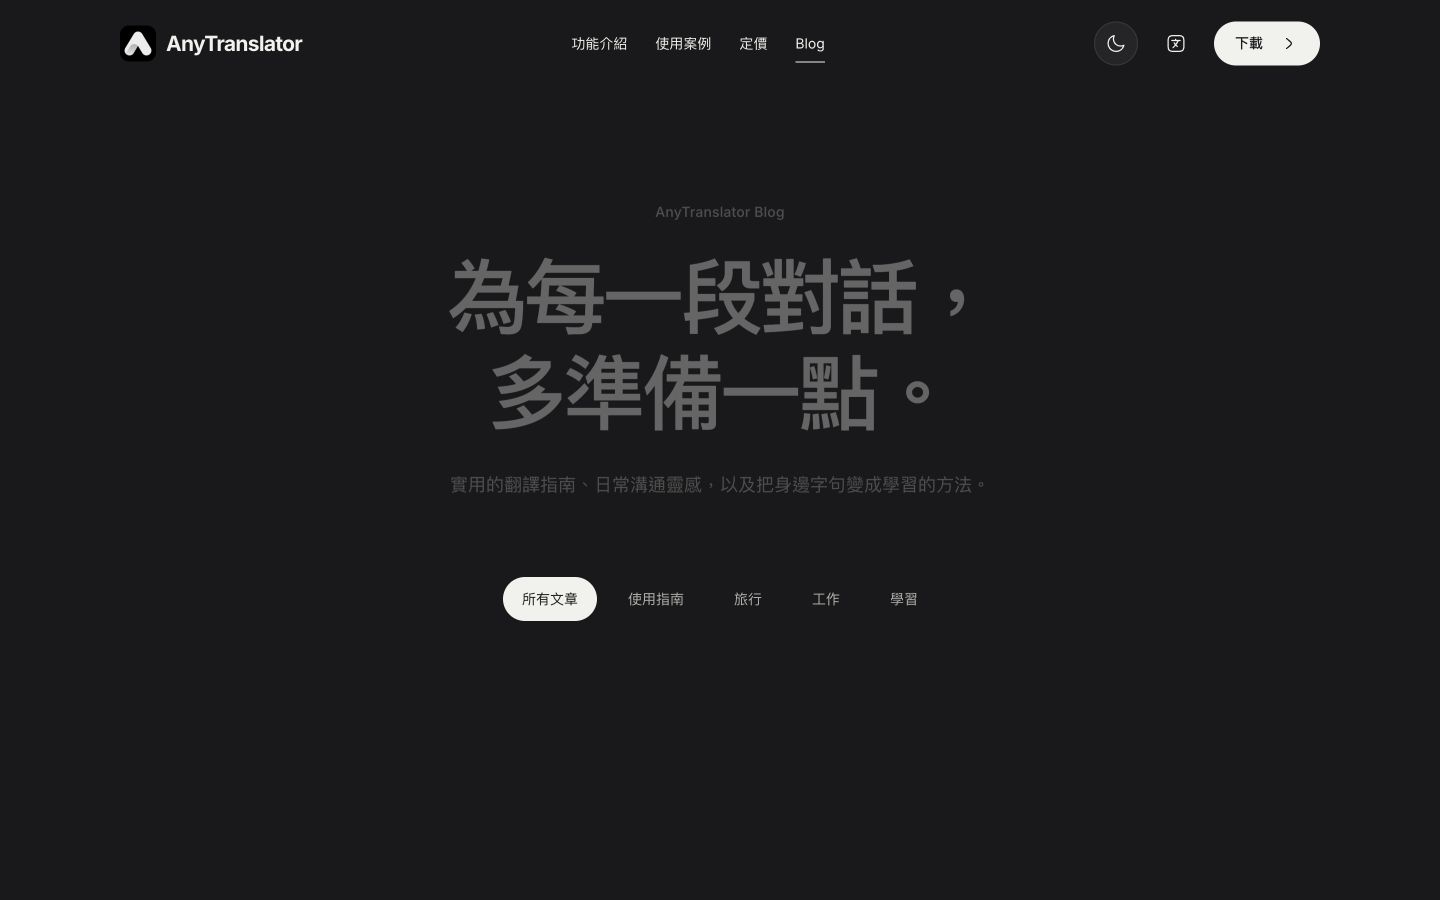 AnyTranslator
功能介紹
使用案例
定價
Blog
下載
AnyTranslator Blog
為每一段對話，
多準備一點。
實用的翻譯指南、日常溝通靈感，以及把身邊字句變成學習的方法。
所有文章
使用指南
旅行
工作
學習